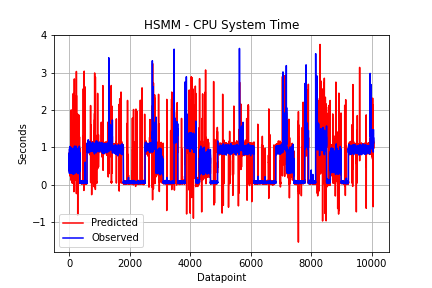 HSMM - CPU System Time
Seconds
4
3
2
1
0
−1
Predicted
Observed
0
2000
4000
6000
8000
10000
Datapoint